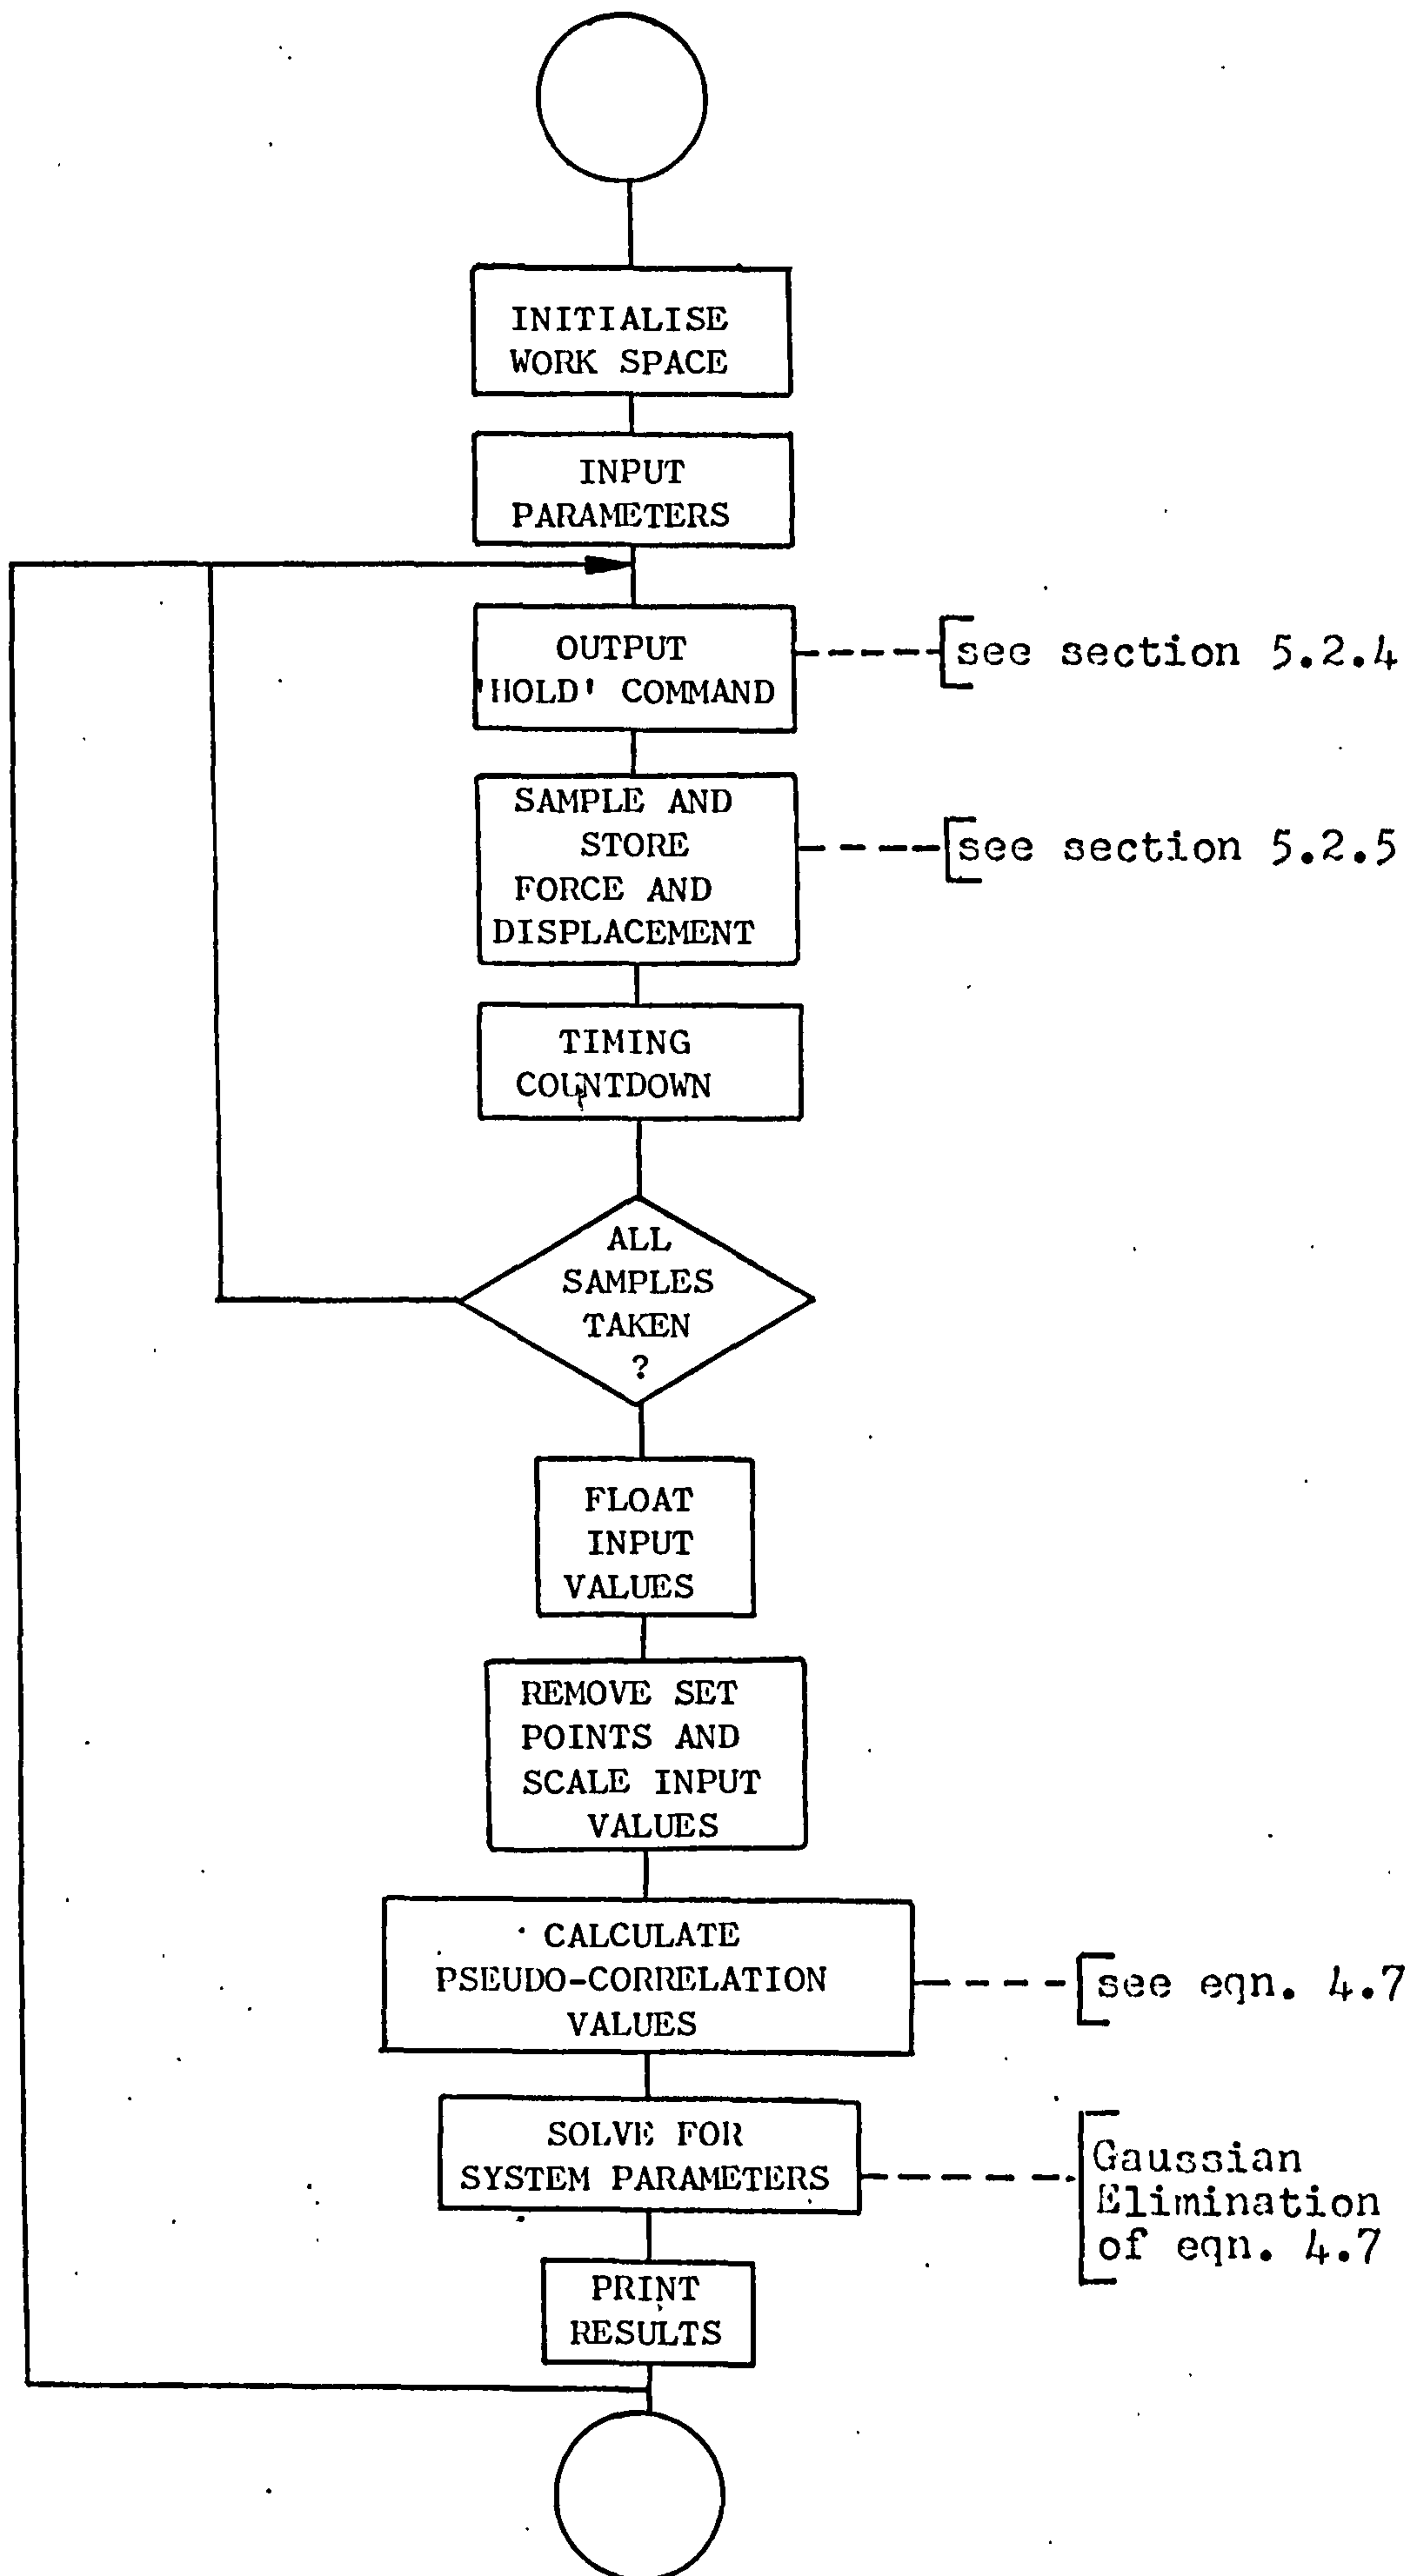 INITIALISE
WORK SPACE
INPUT
PARAMETERS
OUTPUT
'HOLD' COMMAND
see section 5.2.4
SAMPLE AND
STORE
FORCE AND
DISPLACEMENT
see section 5.2.5
TIMING
COUNTDOWN
ALL
SAMPLES
TAKEN
?
FLOAT
INPUT
VALUES
REMOVE SET
POINTS AND
SCALE INPUT
VALUES
CALCULATE
PSEUDO-CORRELATION
VALUES
see eqn. 4.7
SOLVE FOR
SYSTEM PARAMETERS
Gaussian
Elimination
of eqn. 4.7
PRINT
RESULTS